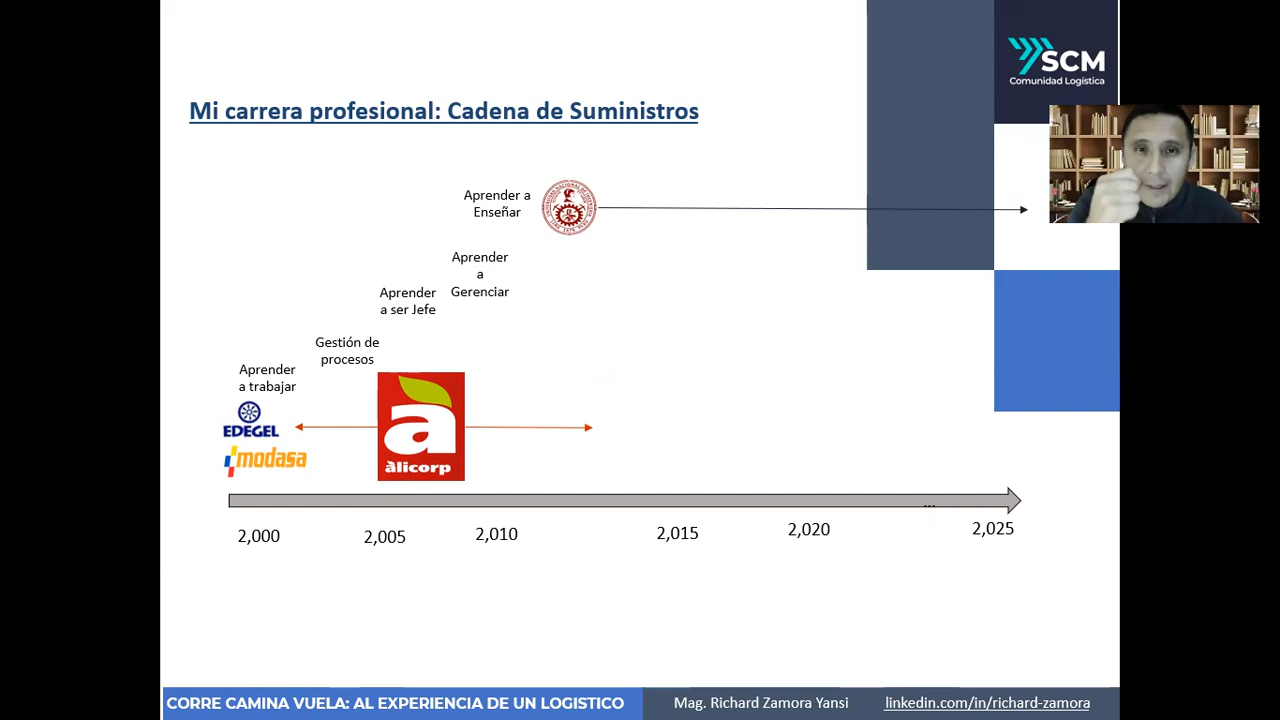 SCM
Comunidad Logística
Mi carrera profesional: Cadena de Suministros
Aprender a
Enseñar
Aprender
a
Gerenciar
Aprender
a ser Jefe
Gestión de
procesos
Aprender
a trabajar
EDEGEL
modasa
a
àlicorp
...
2,000
2,005
2,010
2,015
2,020
2,025
CORRE CAMINA VUELA: AL EXPERIENCIA DE UN LOGISTICO
Mag. Richard Zamora Yansi
linkedin.com/in/richard-zamora